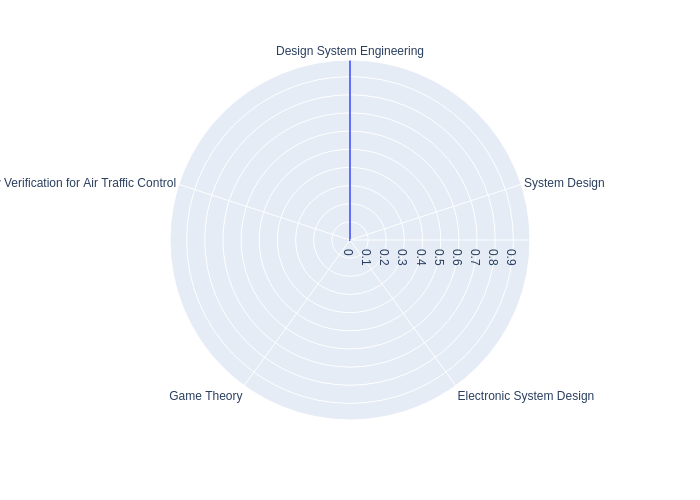 Design System Engineering
Verification for Air Traffic Control
System Design
0
0.1
0.2
0.3
0.4
0.5
0.6
0.7
0.8
0.9
Game Theory
Electronic System Design